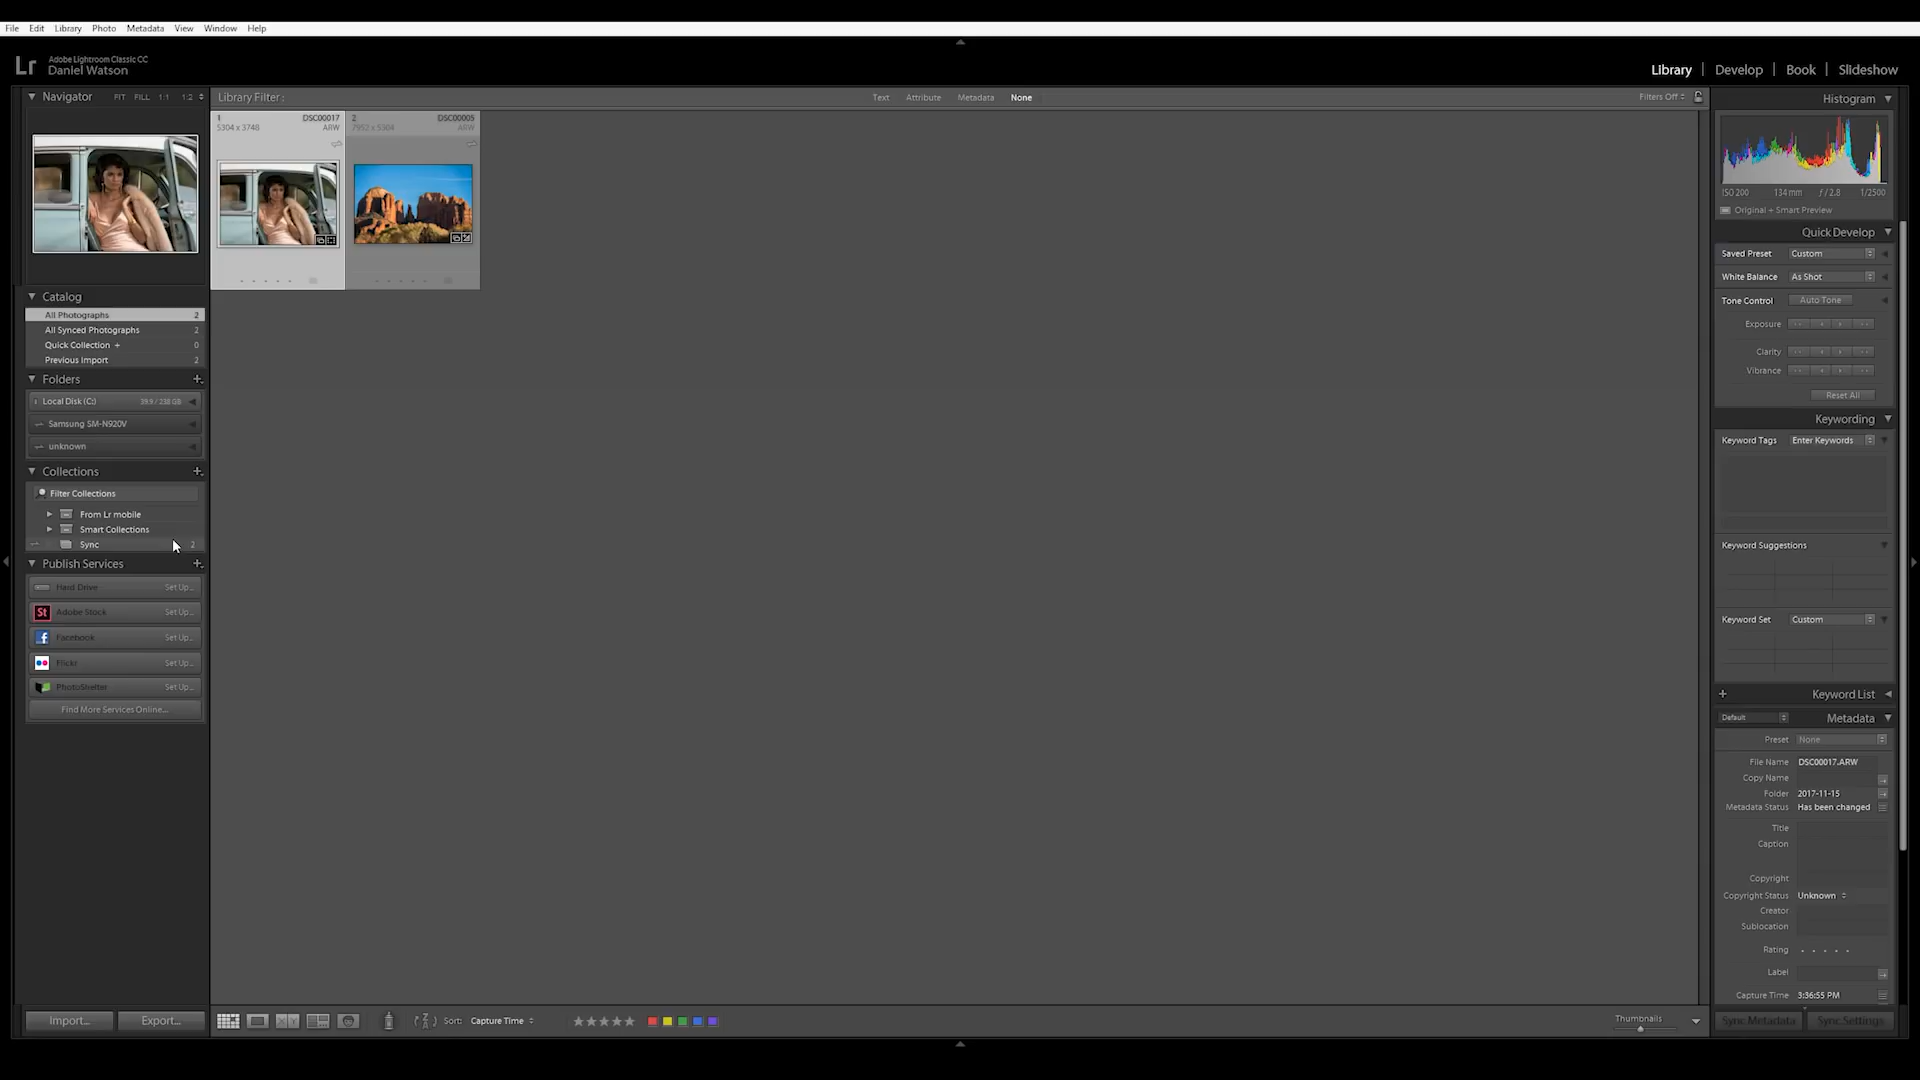 File Edit Library Photo Metadata View Window Help
Lr Adobe Lightroom Classic CC
Daniel Watson
Library | Develop | Book | Slideshow
Navigator FIT FILL 1:1 1:2
Library Filter : Text Attribute Metadata None Filters Off
Histogram
1 DSC00017
5304 x 3748 ARW
2 DSC00005
7952 x 5304 ARW
ISO 200 134 mm f / 2.8 1/2500
Original + Smart Preview
Catalog
All Photographs 2
All Synced Photographs 2
Quick Collection + 0
Previous Import 2
Folders +
Local Disk (C:) 39.9 / 238 GB
Samsung SM-N920V
unknown
Collections +
Filter Collections
From Lr mobile
Smart Collections
Sync 2
Publish Services +
Hard Drive Set Up...
St Adobe Stock Set Up...
f Facebook Set Up...
Flickr Set Up...
PhotoShelter Set Up...
Find More Services Online...
Import... Export...
Quick Develop
Saved Preset Custom
White Balance As Shot
Tone Control Auto Tone
Exposure
Clarity
Vibrance
Reset All
Keywording
Keyword Tags Enter Keywords
Keyword Suggestions
Keyword Set Custom
+ Keyword List
Default Metadata
Preset None
File Name DSC00017.ARW
Copy Name
Folder 2017-11-15
Metadata Status Has been changed
Title
Caption
Copyright
Copyright Status Unknown
Creator
Sublocation
Rating
Label
Capture Time 3:36:55 PM
Sort: Capture Time
Thumbnails
Sync Metadata Sync Settings